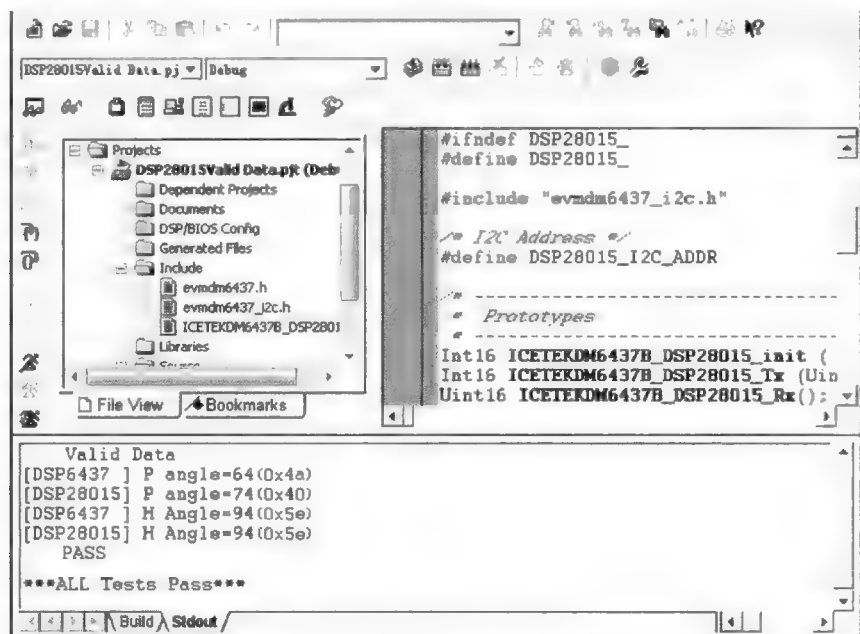 DSP28015Valid Data.pj Debug
Projects
DSP28015Valid Data.pjt (Deb
Dependent Projects
Documents
DSP/BIOS Config
Generated Files
Include
evmdm6437.h
evmdm6437_i2c.h
ICETEKDM6437B_DSP2801
Libraries
Source
File View Bookmarks
#ifndef DSP28015_
#define DSP28015_
#include "evmdm6437_i2c.h"
/* I2C Address */
#define DSP28015_I2C_ADDR
/* ------------------------------
* Prototypes
* ------------------------------
Int16 ICETEKDM6437B_DSP28015_init (
Int16 ICETEKDM6437B_DSP28015_Tx (Uin
Uint16 ICETEKDM6437B_DSP28015_Rx();
Valid Data
[DSP6437 ] P angle=64(0x4a)
[DSP28015] P angle=74(0x40)
[DSP6437 ] H Angle=94(0x5e)
[DSP28015] H Angle=94(0x5e)
PASS
***ALL Tests Pass***
Build Stdout